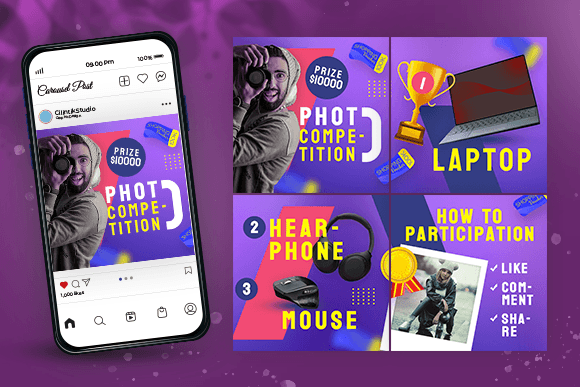 09:00 Pm
100%
Carousel Post
PRIZE
$10000
PHOT
COMPE-
TITION
1,000 likes
PRIZE
$10000
PHOT
COMPE-
TITION
1
LAPTOP
2
HEAR-
PHONE
3
MOUSE
HOW TO
PARTICIPATION
LIKE
COM-
MENT
SHA-
RE